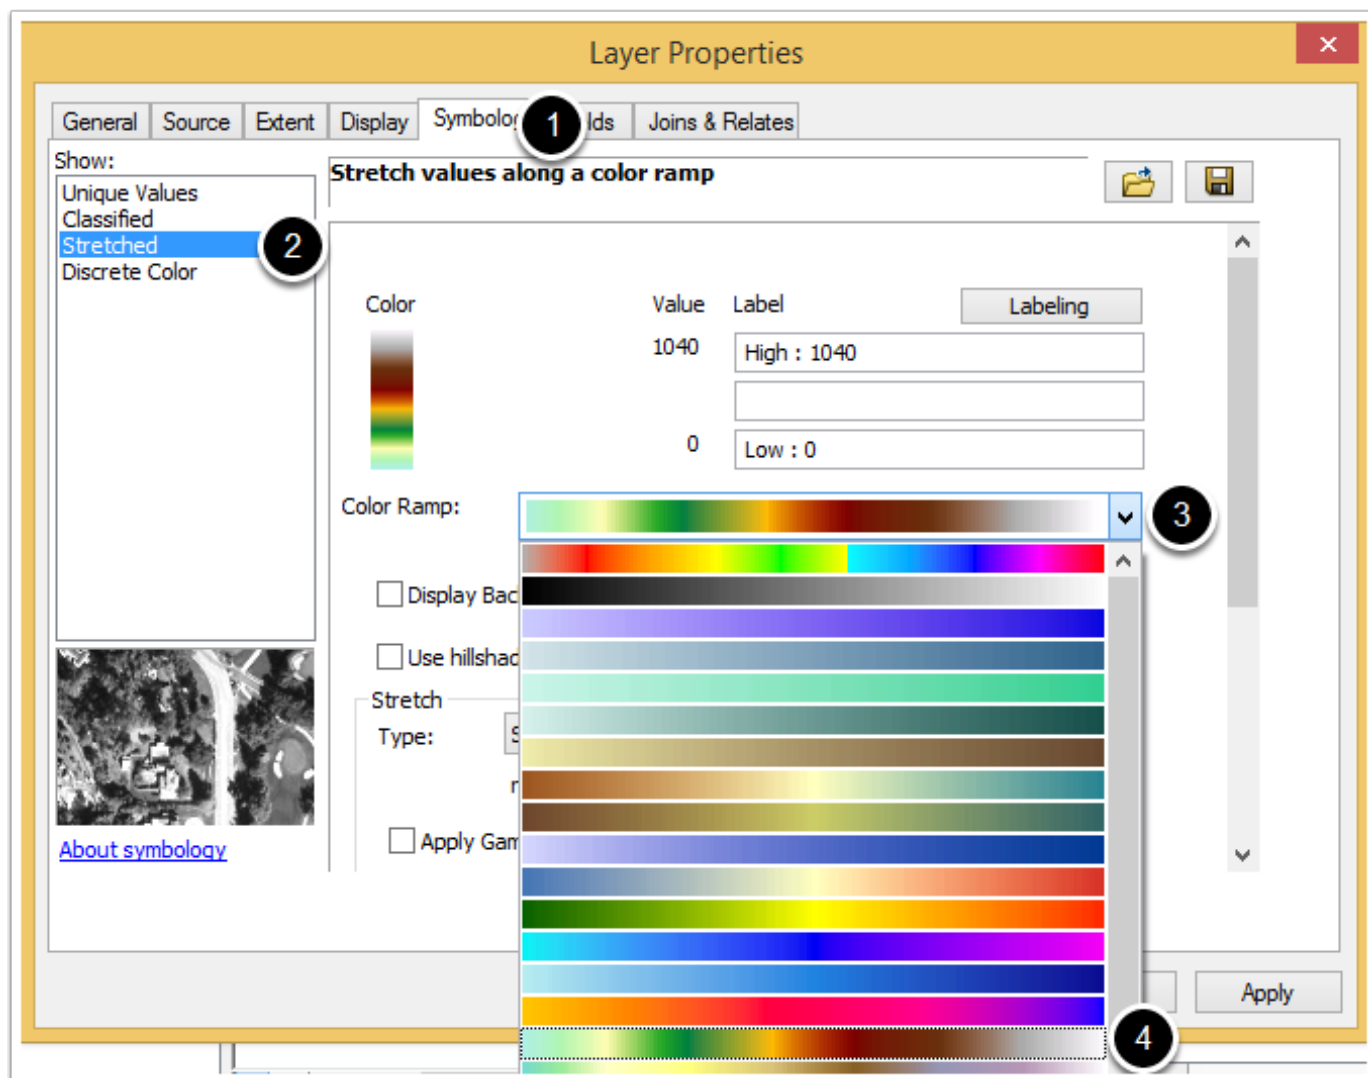 Layer Properties
General Source Extent Display Symbolog 1 lds Joins & Relates
Show:
Unique Values
Classified
Stretched 2
Discrete Color
Stretch values along a color ramp
Color Value Label Labeling
1040 High : 1040
0 Low : 0
Color Ramp: 3
Display Bac
Use hillshad
Stretch
Type:
Apply Gam
About symbology
Apply
4